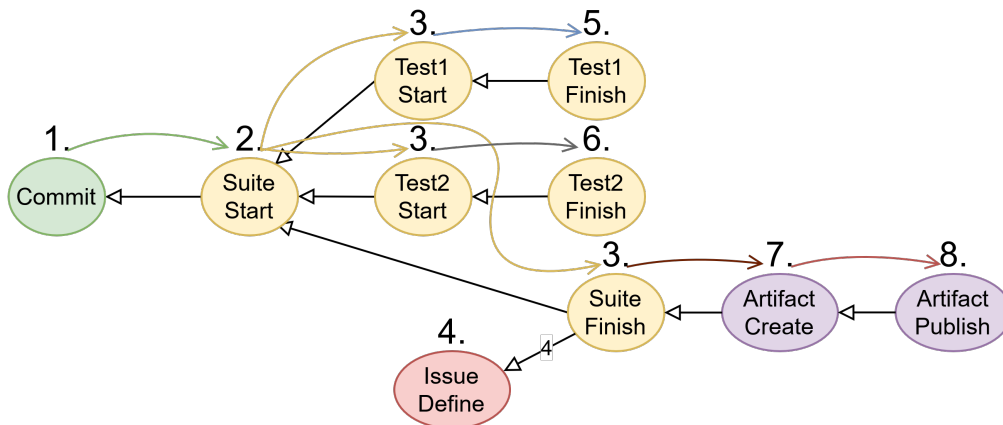 3.
5.
Test1
Start
Test1
Finish
1.
2.
3.
6.
Commit
Suite
Start
Test2
Start
Test2
Finish
3.
7.
8.
Suite
Finish
Artifact
Create
Artifact
Publish
4.
4
Issue
Define